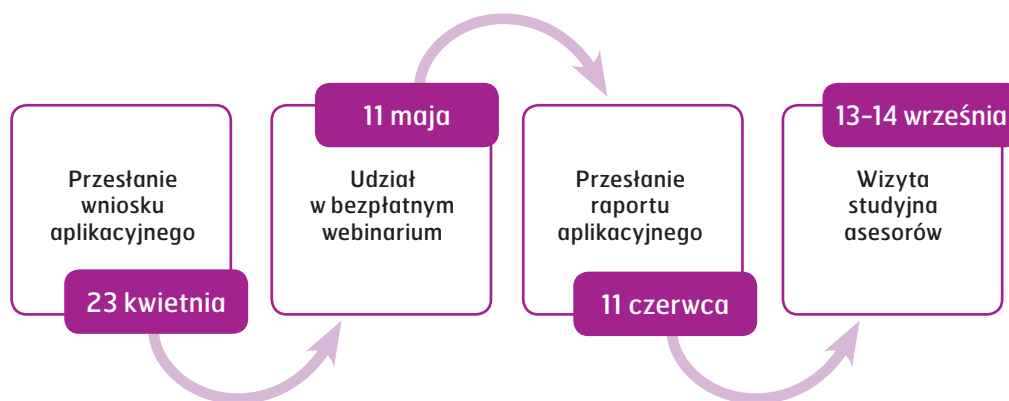 Przesłanie
wniosku
aplikacyjnego
23 kwietnia
11 maja
Udział
w bezpłatnym
webinarium
Przesłanie
raportu
aplikacyjnego
11 czerwca
13-14 września
Wizyta
studyjna
asesorów